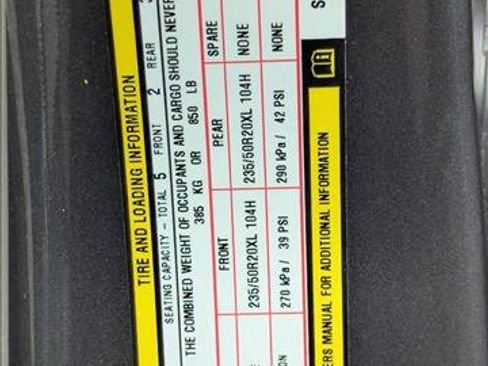 TIRE AND LOADING INFORMATION
SEATING CAPACITY - TOTAL 5 FRONT 2 REAR
THE COMBINED WEIGHT OF OCCUPANTS AND CARGO SHOULD NEVER
385 KG OR 850 LB
FRONT REAR SPARE
235/50R20XL 104H 235/50R20XL 104H NONE
270 kPa / 39 PSI 290 kPa / 42 PSI NONE
ERS MANUAL FOR ADDITIONAL INFORMATION